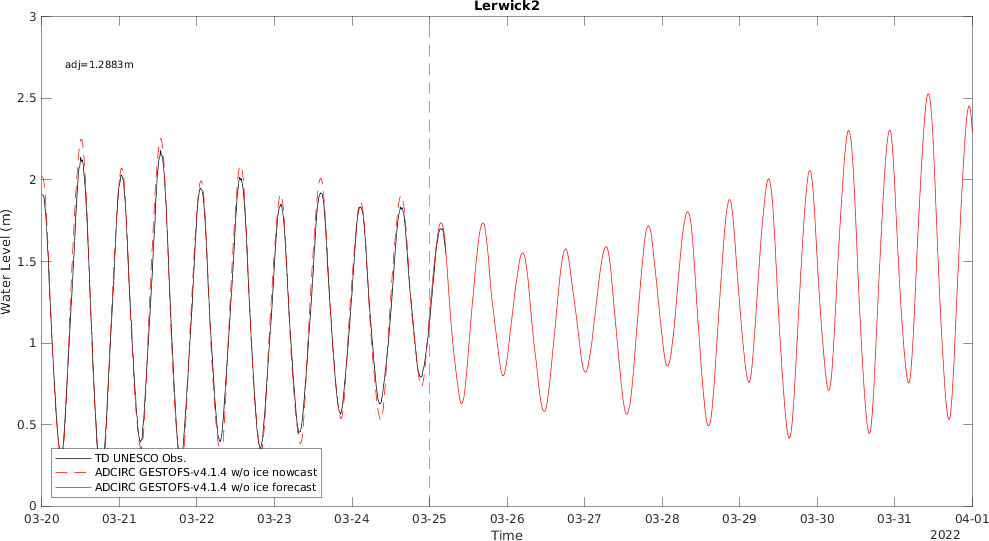 Lerwick2
3
adj=1.2883m
2.5
2
1.5
1
0.5
0
Water Level (m)
TD UNESCO Obs.
ADCIRC GESTOFS-v4.1.4 w/o ice nowcast
ADCIRC GESTOFS-v4.1.4 w/o ice forecast
03-20 03-21 03-22 03-23 03-24 03-25 03-26 03-27 03-28 03-29 03-30 03-31 04-01
Time
2022